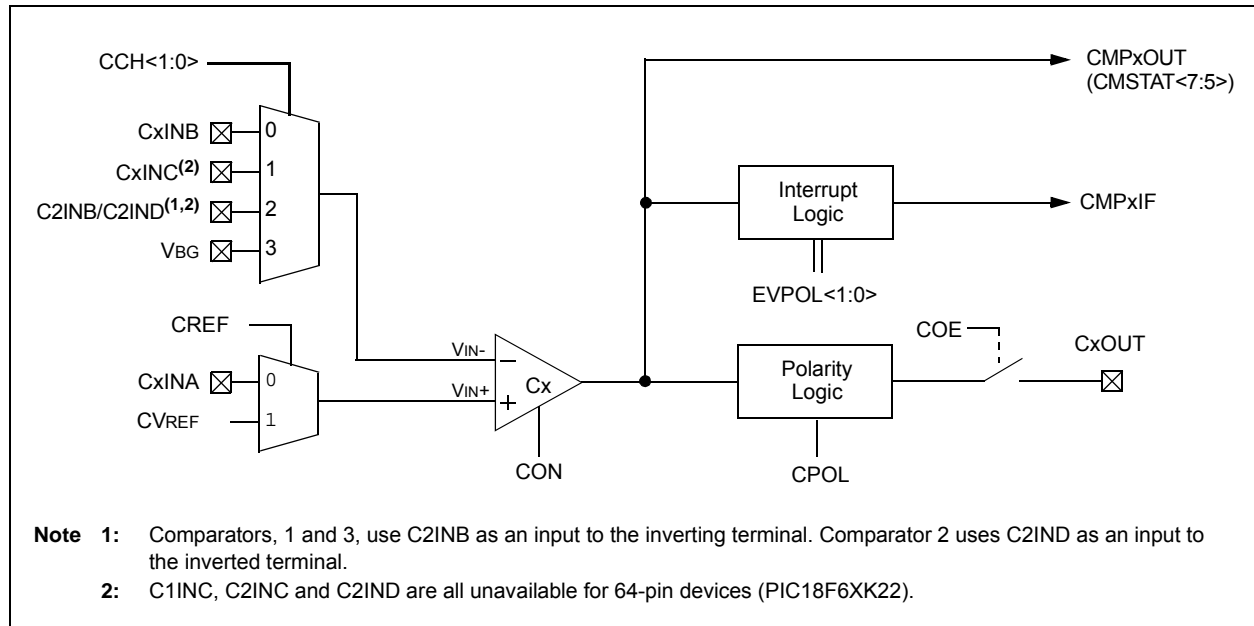 CCH<1:0>
CxINB
0
CxINC(2)
1
C2INB/C2IND(1,2)
2
VBG
3
CREF
CxINA
0
CVREF
1
VIN-
VIN+
–
+
Cx
CON
CMPxOUT
(CMSTAT<7:5>)
Interrupt
Logic
CMPxIF
EVPOL<1:0>
COE
CxOUT
Polarity
Logic
CPOL
Note 1: Comparators, 1 and 3, use C2INB as an input to the inverting terminal. Comparator 2 uses C2IND as an input to
the inverted terminal.
2: C1INC, C2INC and C2IND are all unavailable for 64-pin devices (PIC18F6XK22).